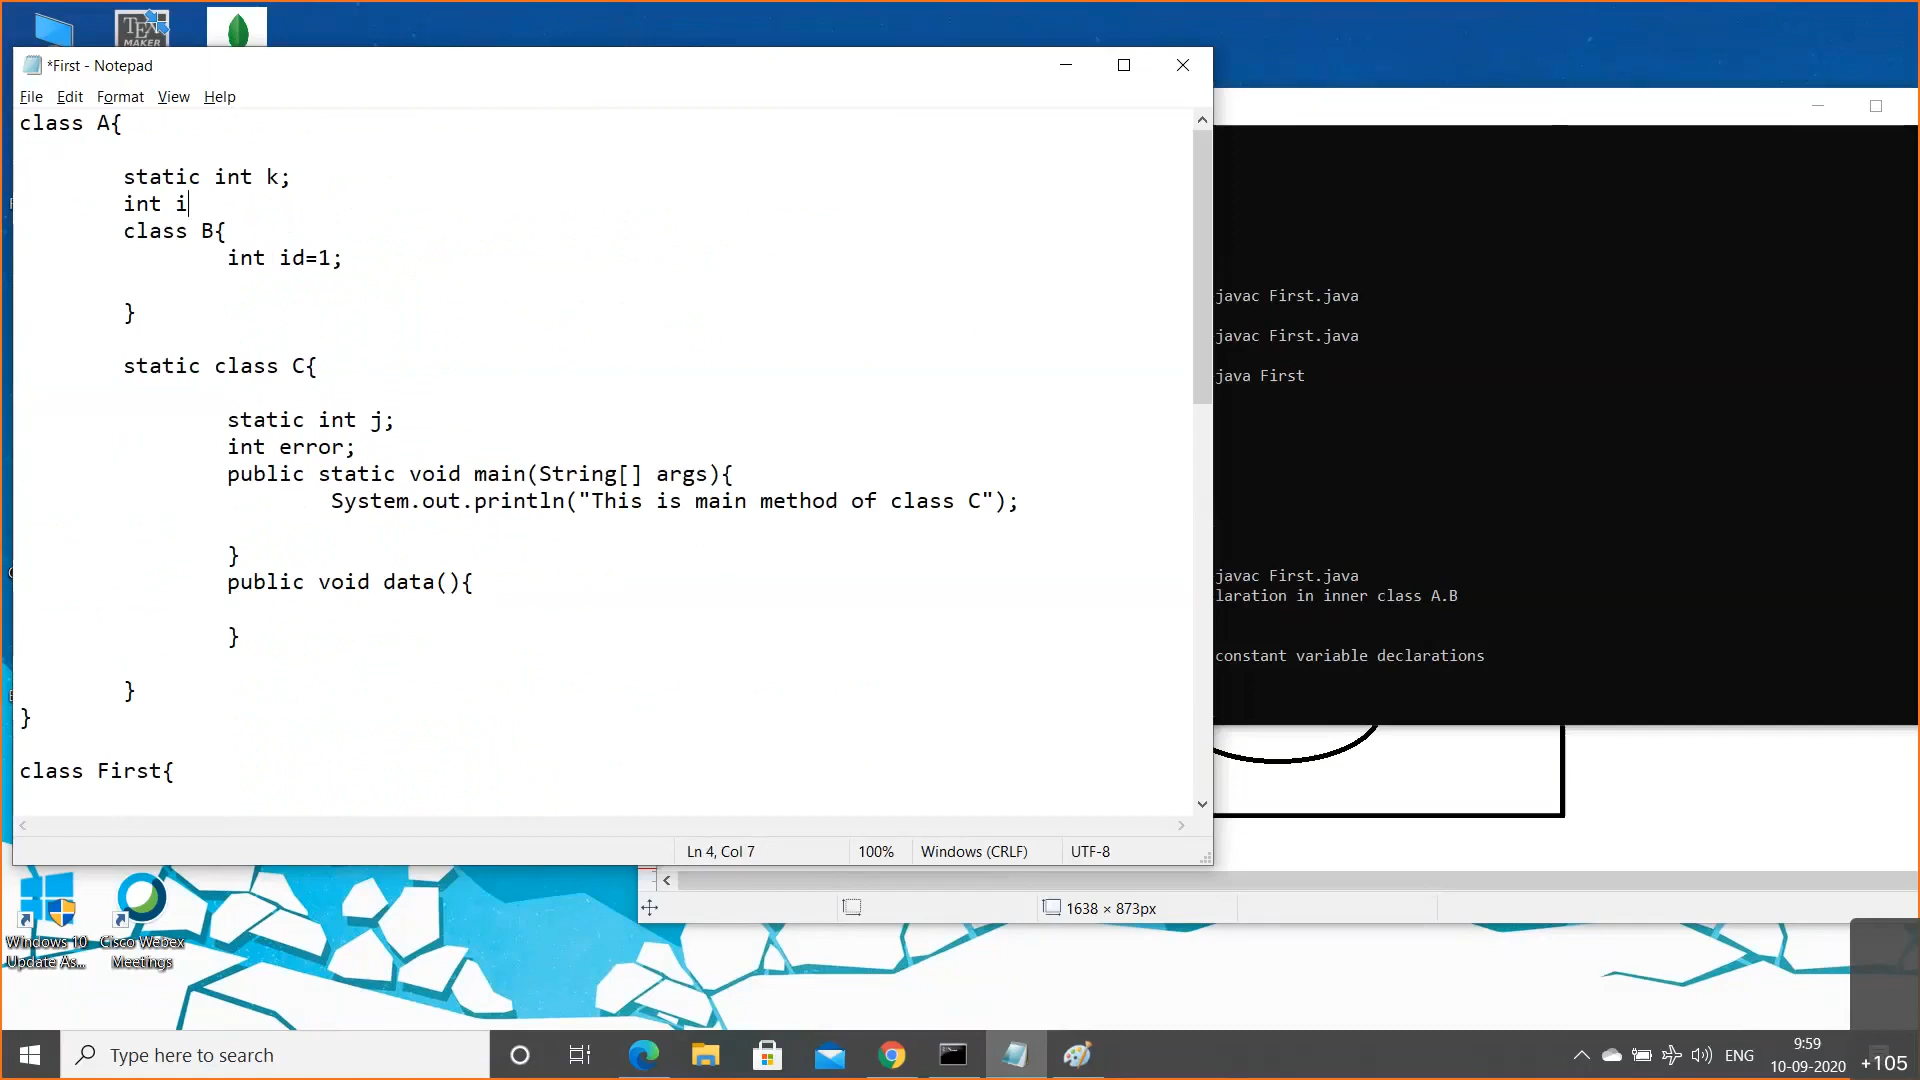 TEX
MAKER
*First - Notepad
File Edit Format View Help
class A{
static int k;
int i
class B{
int id=1;
}
static class C{
static int j;
int error;
public static void main(String[] args){
System.out.println("This is main method of class C");
}
public void data(){
}
}
}
class First{
Ln 4, Col 7
100%
Windows (CRLF)
UTF-8
javac First.java
javac First.java
java First
javac First.java
laration in inner class A.B
constant variable declarations
1638 × 873px
Windows 10
Update As...
Cisco Webex
Meetings
Type here to search
ENG
9:59
10-09-2020
+105